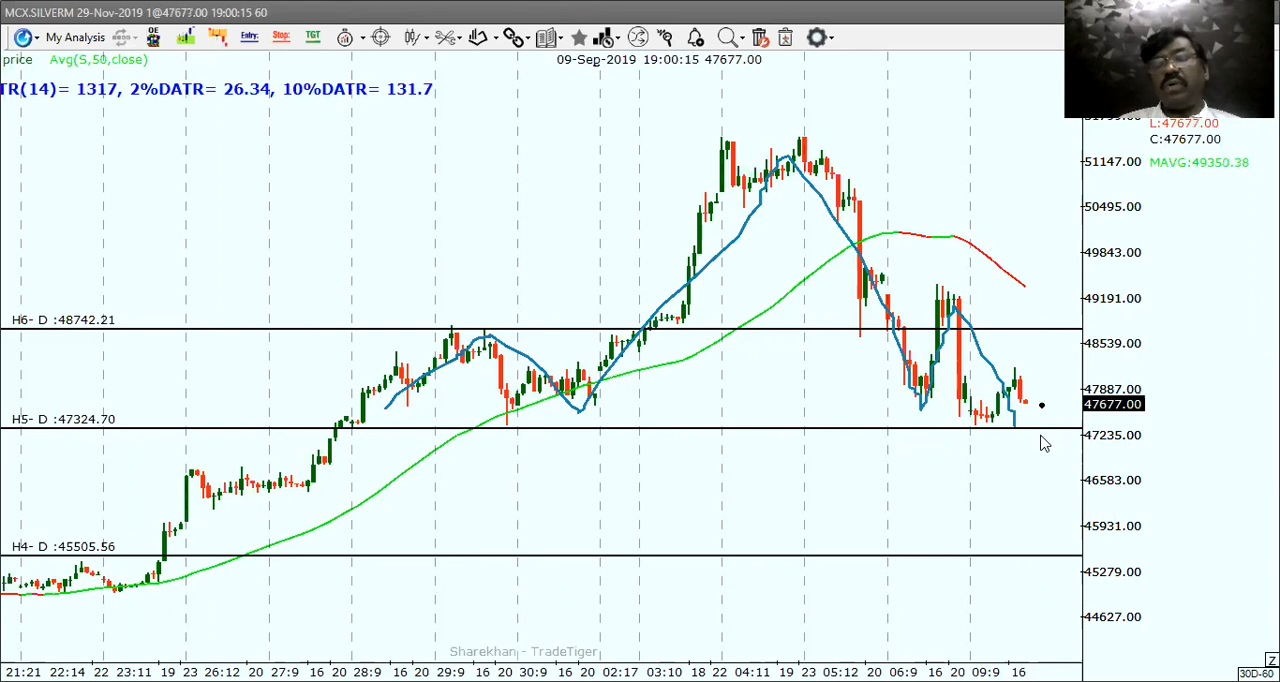 MCX.SILVERM 29-Nov-2019 1@47677.00 19:00:15 60
My Analysis OE Entry: Stop: TGT
price Avg(S,50,close) 09-Sep-2019 19:00:15 47677.00
TR(14)= 1317, 2%DATR= 26.34, 10%DATR= 131.7
L:47677.00
C:47677.00
MAVG:49350.38
51147.00
50495.00
49843.00
49191.00
H6- D :48742.21
48539.00
47887.00
47677.00
H5- D :47324.70
47235.00
46583.00
45931.00
H4- D :45505.56
45279.00
44627.00
Sharekhan - TradeTiger
Z
21:21 22:14 22 23:11 19 23 26:12 20 27:9 20 28:9 16 20 29:9 16 20 30:9 20 02:17 20 03:10 18 22 04:11 19 23 05:12 20 06:9 16 20 09:9 16
30D-60